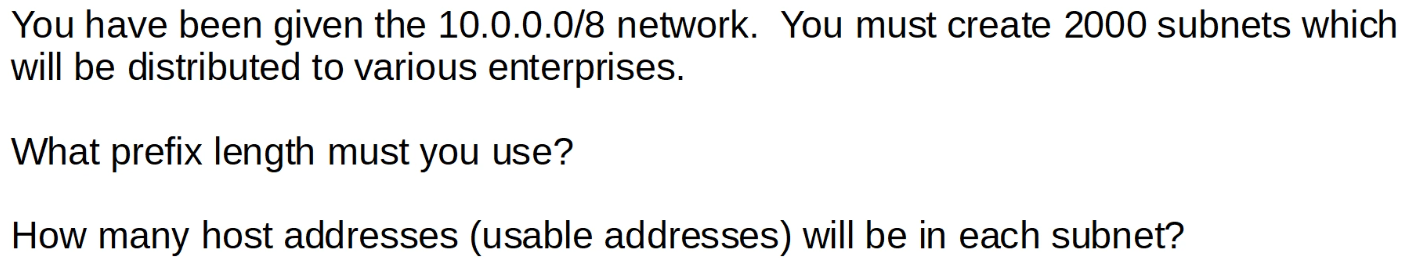 You have been given the 10.0.0.0/8 network.  You must create 2000 subnets which
will be distributed to various enterprises.
What prefix length must you use?
How many host addresses (usable addresses) will be in each subnet?